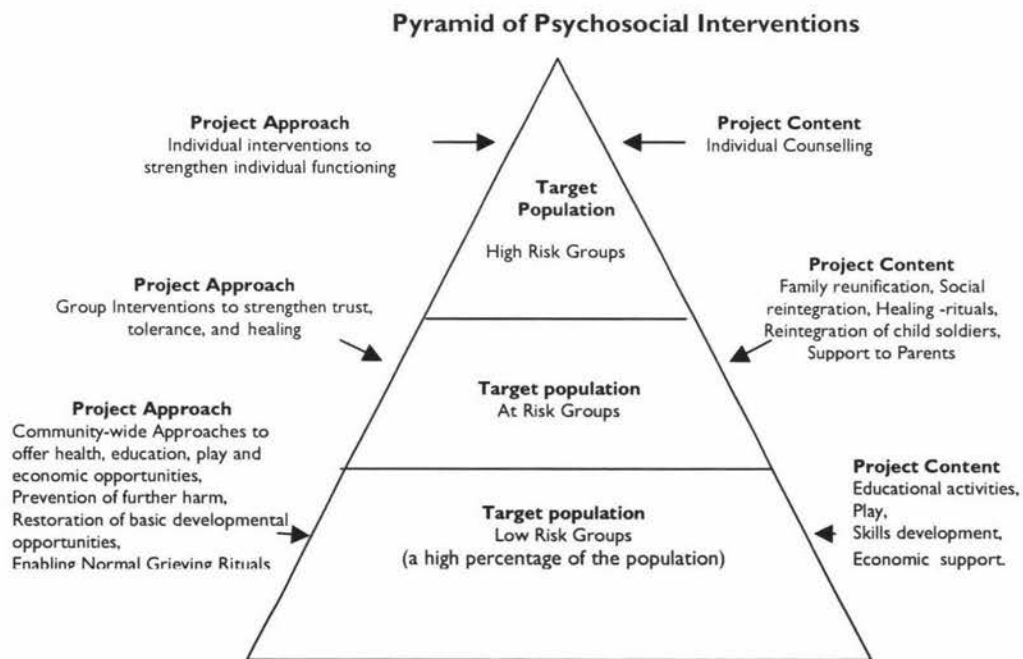 Pyramid of Psychosocial Interventions
Project Approach
Individual interventions to
strengthen individual functioning
Project Content
Individual Counselling
Target
Population
High Risk Groups
Project Approach
Group Interventions to strengthen trust,
tolerance, and healing
Project Content
Family reunification, Social
reintegration, Healing -rituals,
Reintegration of child soldiers,
Support to Parents
Target population
At Risk Groups
Project Approach
Community-wide Approaches to
offer health, education, play and
economic opportunities,
Prevention of further harm,
Restoration of basic developmental
opportunities,
Enabling Normal Grieving Rituals
Target population
Low Risk Groups
(a high percentage of the population)
Project Content
Educational activities,
Play,
Skills development,
Economic support.